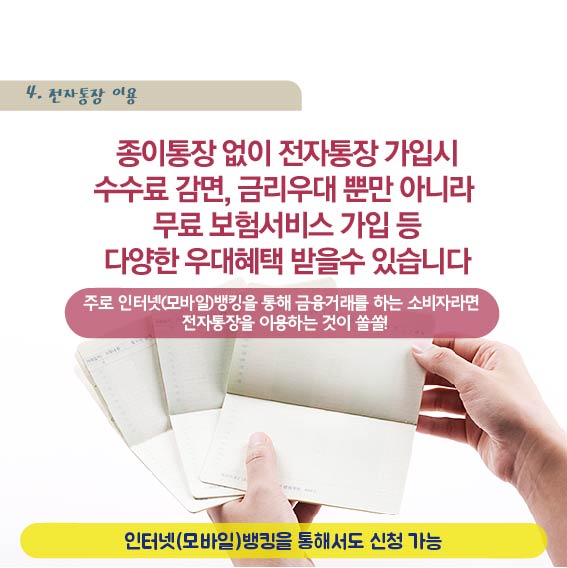 4. 전자통장 이용
종이통장 없이 전자통장 가입시
수수료 감면, 금리우대 뿐만 아니라
무료 보험서비스 가입 등
다양한 우대혜택 받을수 있습니다
주로 인터넷(모바일)뱅킹을 통해 금융거래를 하는 소비자라면
전자통장을 이용하는 것이 쏠쏠!
인터넷(모바일)뱅킹을 통해서도 신청 가능